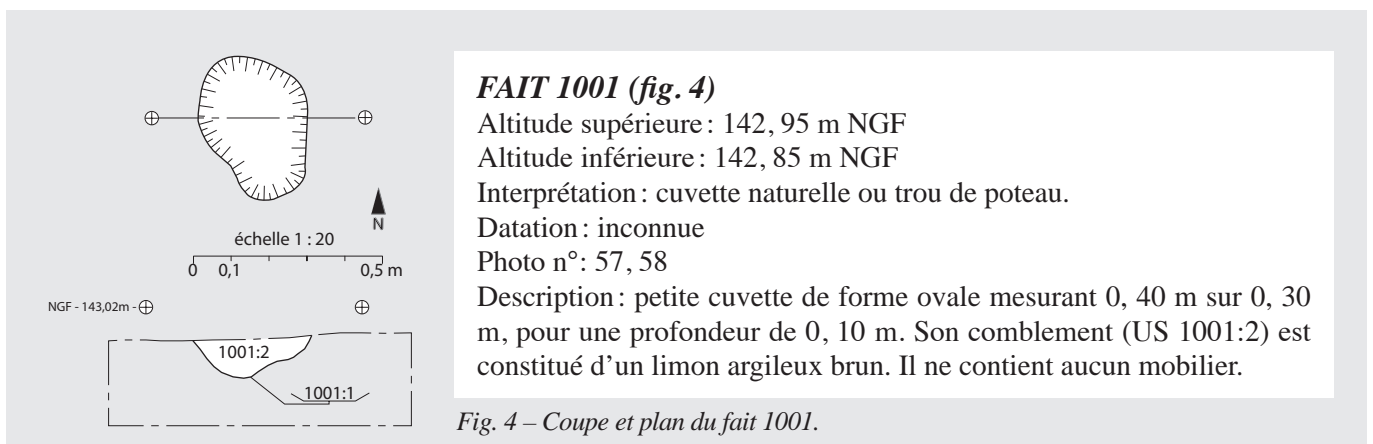 FAIT 1001 (fig. 4)
Altitude supérieure : 142, 95 m NGF
Altitude inférieure : 142, 85 m NGF
Interprétation : cuvette naturelle ou trou de poteau.
Datation : inconnue
Photo n° : 57, 58
Description : petite cuvette de forme ovale mesurant 0, 40 m sur 0, 30
m, pour une profondeur de 0, 10 m. Son comblement (US 1001:2) est
constitué d’un limon argileux brun. Il ne contient aucun mobilier.
N
échelle 1 : 20
0 0,1 0,5 m
NGF - 143,02m -
1001:2
1001:1
Fig. 4 – Coupe et plan du fait 1001.